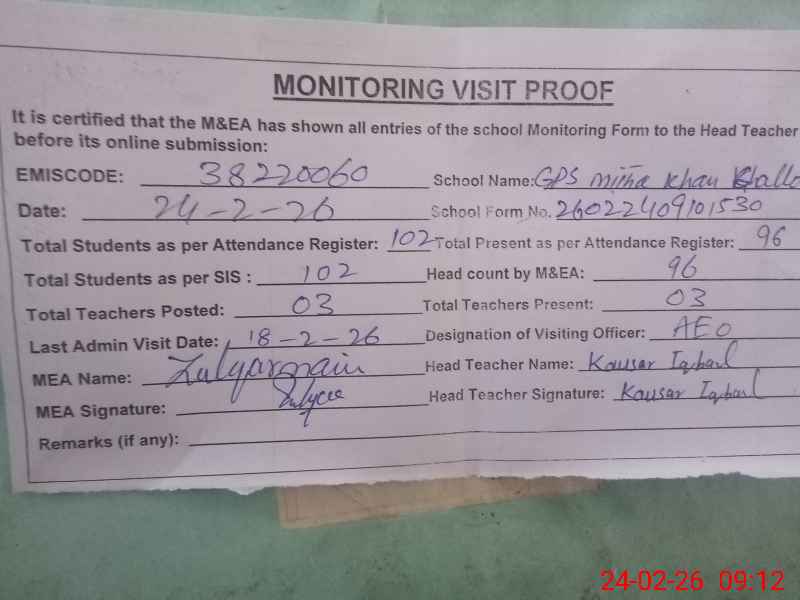 MONITORING VISIT PROOF
It is certified that the M&EA has shown all entries of the school Monitoring Form to the Head Teacher
before its online submission:
EMISCODE: 38220060 School Name: GPS Mitha Khan
Date: 24-2-26 School Form No. 26022409101530
Total Students as per Attendance Register: 102 Total Present as per Attendance Register: 96
Total Students as per SIS : 102 Head count by M&EA: 96
Total Teachers Posted: 03 Total Teachers Present: 03
Last Admin Visit Date: 18-2-26 Designation of Visiting Officer: AEO
MEA Name: Zulqarnain Head Teacher Name: Kousar Iqbal
MEA Signature: Head Teacher Signature: Kousar Iqbal
Remarks (if any):
24-02-26 09:12